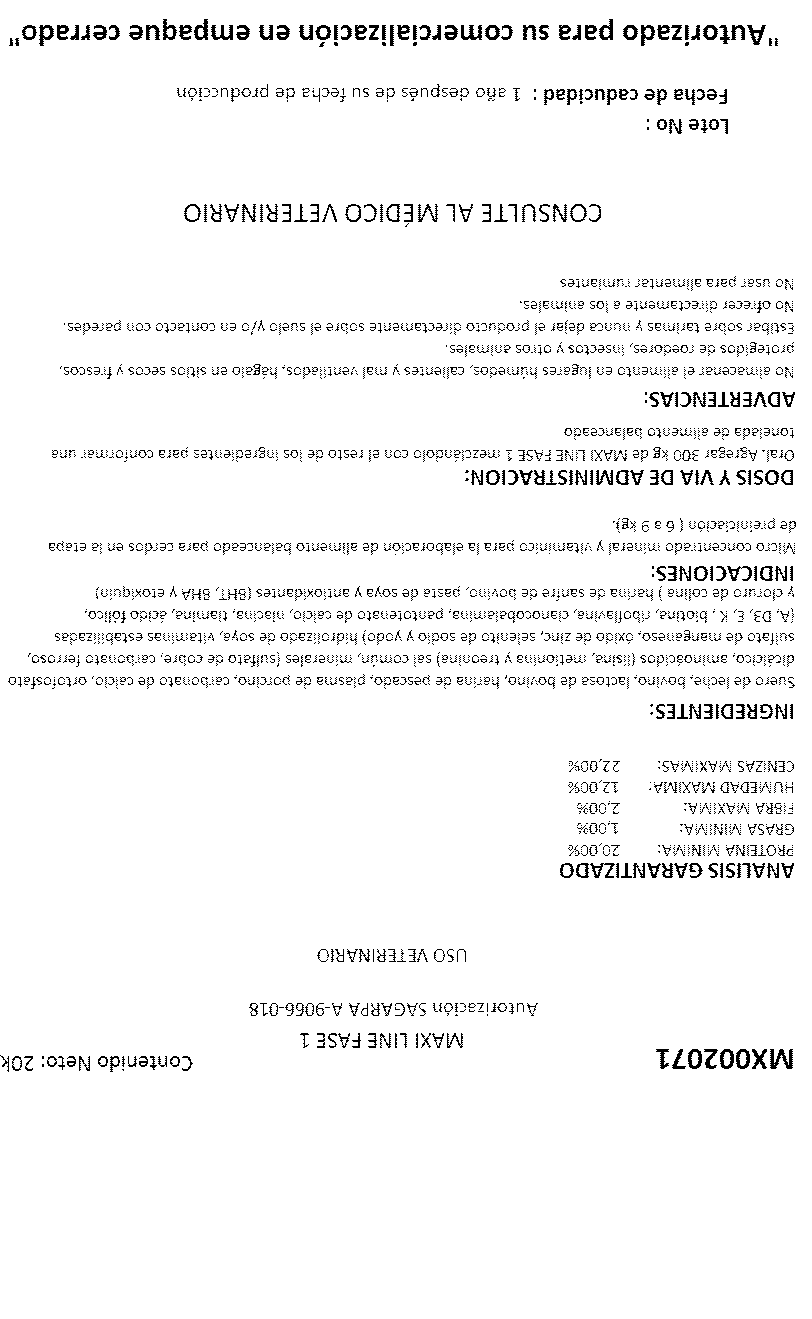 MX002071
Contenido Neto: 20k
MAXI LINE FASE 1
Autorización SAGARPA A-9066-018
USO VETERINARIO
ANALISIS GARANTIZADO
PROTEINA MINIMA: 20,00%
GRASA MINIMA: 1,00%
FIBRA MAXIMA: 2,00%
HUMEDAD MAXIMA: 12,00%
CENIZAS MAXIMAS: 22,00%
INGREDIENTES:
Suero de leche, bovino, lactosa de bovino, harina de pescado, plasma de porcino, carbonato de calcio, ortofosfato
dicálcico, aminoácidos (lisina, metionina y treonina) sal común, minerales (sulfato de cobre, carbonato ferroso,
sulfato de manganeso, óxido de zinc, selenito de sodio y yodo) hidrolizado de soya, vitaminas estabilizadas
(A, D3, E, K , biotina, riboflavina, cianocobalamina, pantotenato de calcio, niacina, tiamina, ácido fólico,
y cloruro de colina ) harina de sanfre de bovino, pasta de soya y antioxidantes (BHT, BHA y etoxiquin)
INDICACIONES:
Micro concentrado mineral y vitamínico para la elaboración de alimento balanceado para cerdos en la etapa
de preiniciación ( 6 a 9 kg).
DOSIS Y VIA DE ADMINISTRACION:
Oral. Agregar 300 kg de MAXI LINE FASE 1 mezclándolo con el resto de los ingredientes para conformar una
tonelada de alimento balanceado
ADVERTENCIAS:
No almacenar el alimento en lugares húmedos, calientes y mal ventilados, hágalo en sitios secos y frescos,
protegidos de roedores, insectos y otros animales.
Estibar sobre tarimas y nunca dejar el producto directamente sobre el suelo y/o en contacto con paredes.
No ofrecer directamente a los animales.
No usar para alimentar rumiantes
CONSULTE AL MÉDICO VETERINARIO
Lote No :
Fecha de caducidad : 1 año después de su fecha de producción
"Autorizado para su comercialización en empaque cerrado"